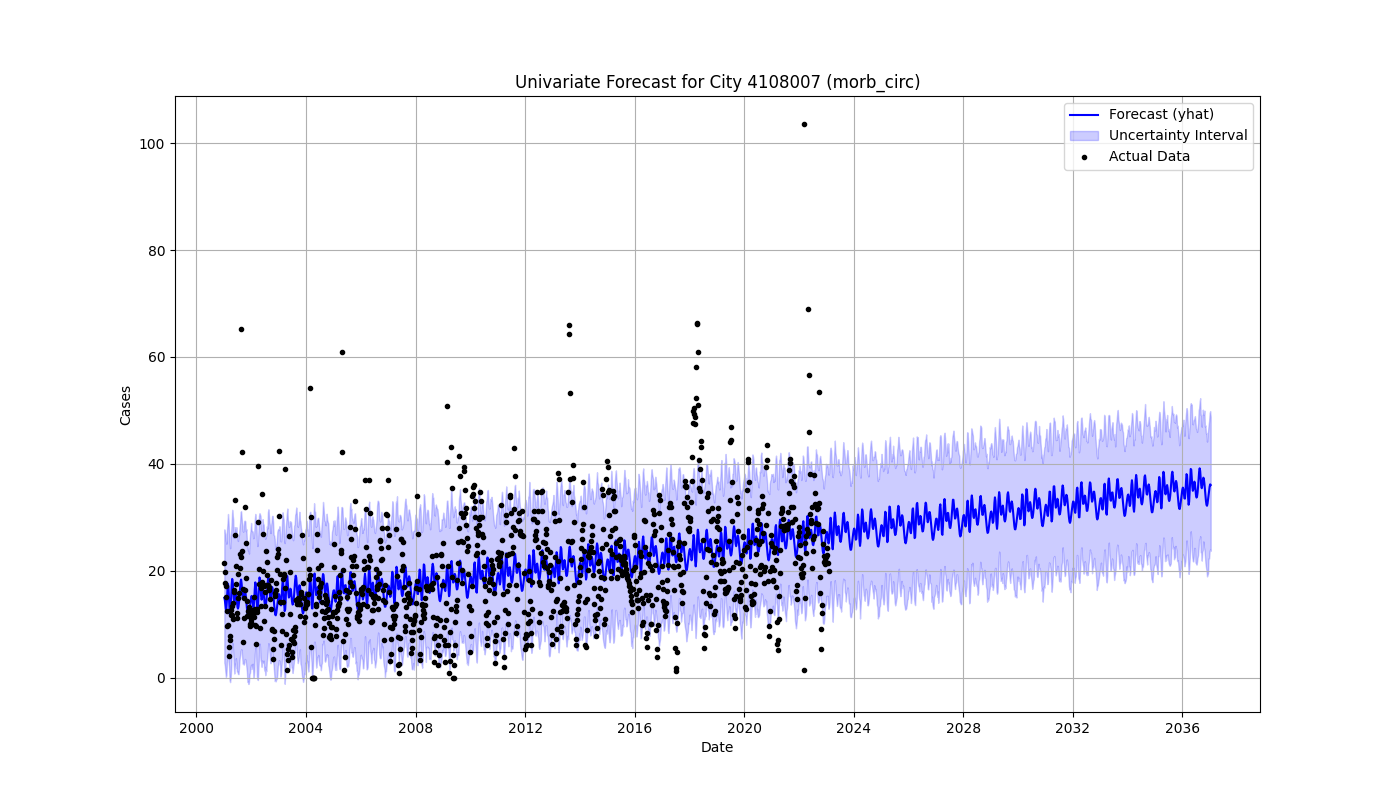 Univariate Forecast for City 4108007 (morb_circ)
Forecast (yhat)
Uncertainty Interval
Actual Data
Cases
100
80
60
40
20
0
2000 2004 2008 2012 2016 2020 2024 2028 2032 2036
Date